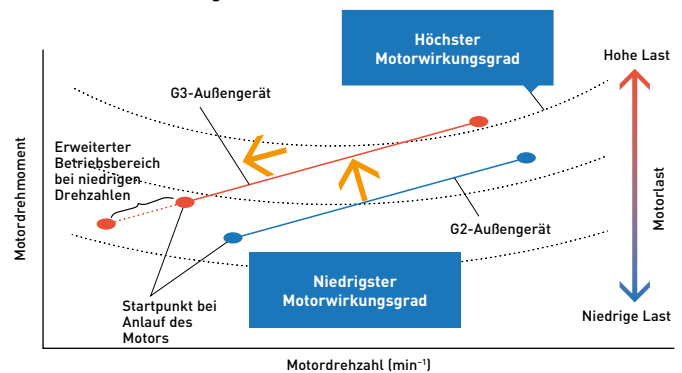 Höchster
Motorwirkungsgrad
Hohe Last
G3-Außengerät
Erweiterter
Betriebsbereich
bei niedrigen
Drehzahlen
Motordrehmoment
Motorlast
G2-Außengerät
Niedrigster
Motorwirkungsgrad
Startpunkt bei
Anlauf des
Motors
Niedrige Last
Motordrehzahl (min⁻¹)